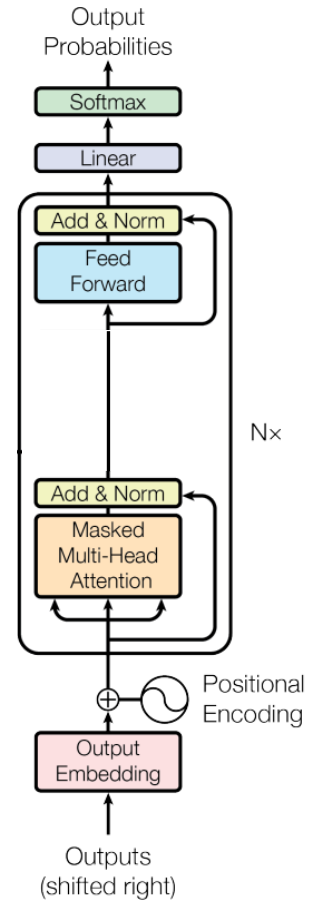 Output
Probabilities
Softmax
Linear
Add & Norm
Feed
Forward
N×
Add & Norm
Masked
Multi-Head
Attention
Positional
Encoding
Output
Embedding
Outputs
(shifted right)